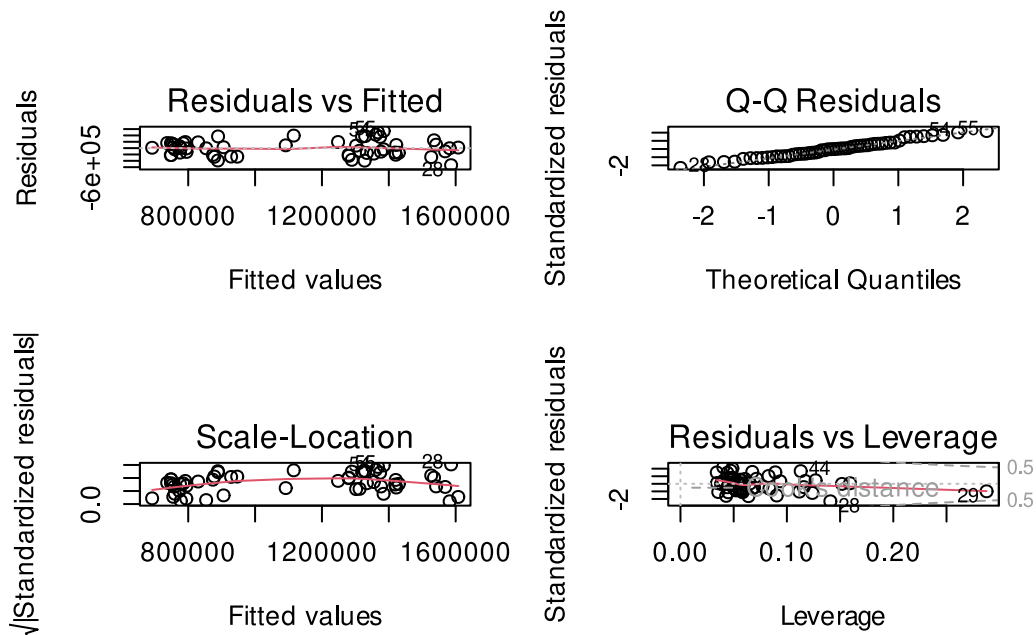 Residuals vs Fitted
Residuals
-6e+05
28
800000 1200000 1600000
Fitted values
Q-Q Residuals
Standardized residuals
-2
28
54 55
-2 -1 0 1 2
Theoretical Quantiles
Scale-Location
√|Standardized residuals|
0.0
28
800000 1200000 1600000
Fitted values
Residuals vs Leverage
Standardized residuals
-2
44
Cook's distance
28
29
0.5
0.5
0.00 0.10 0.20
Leverage